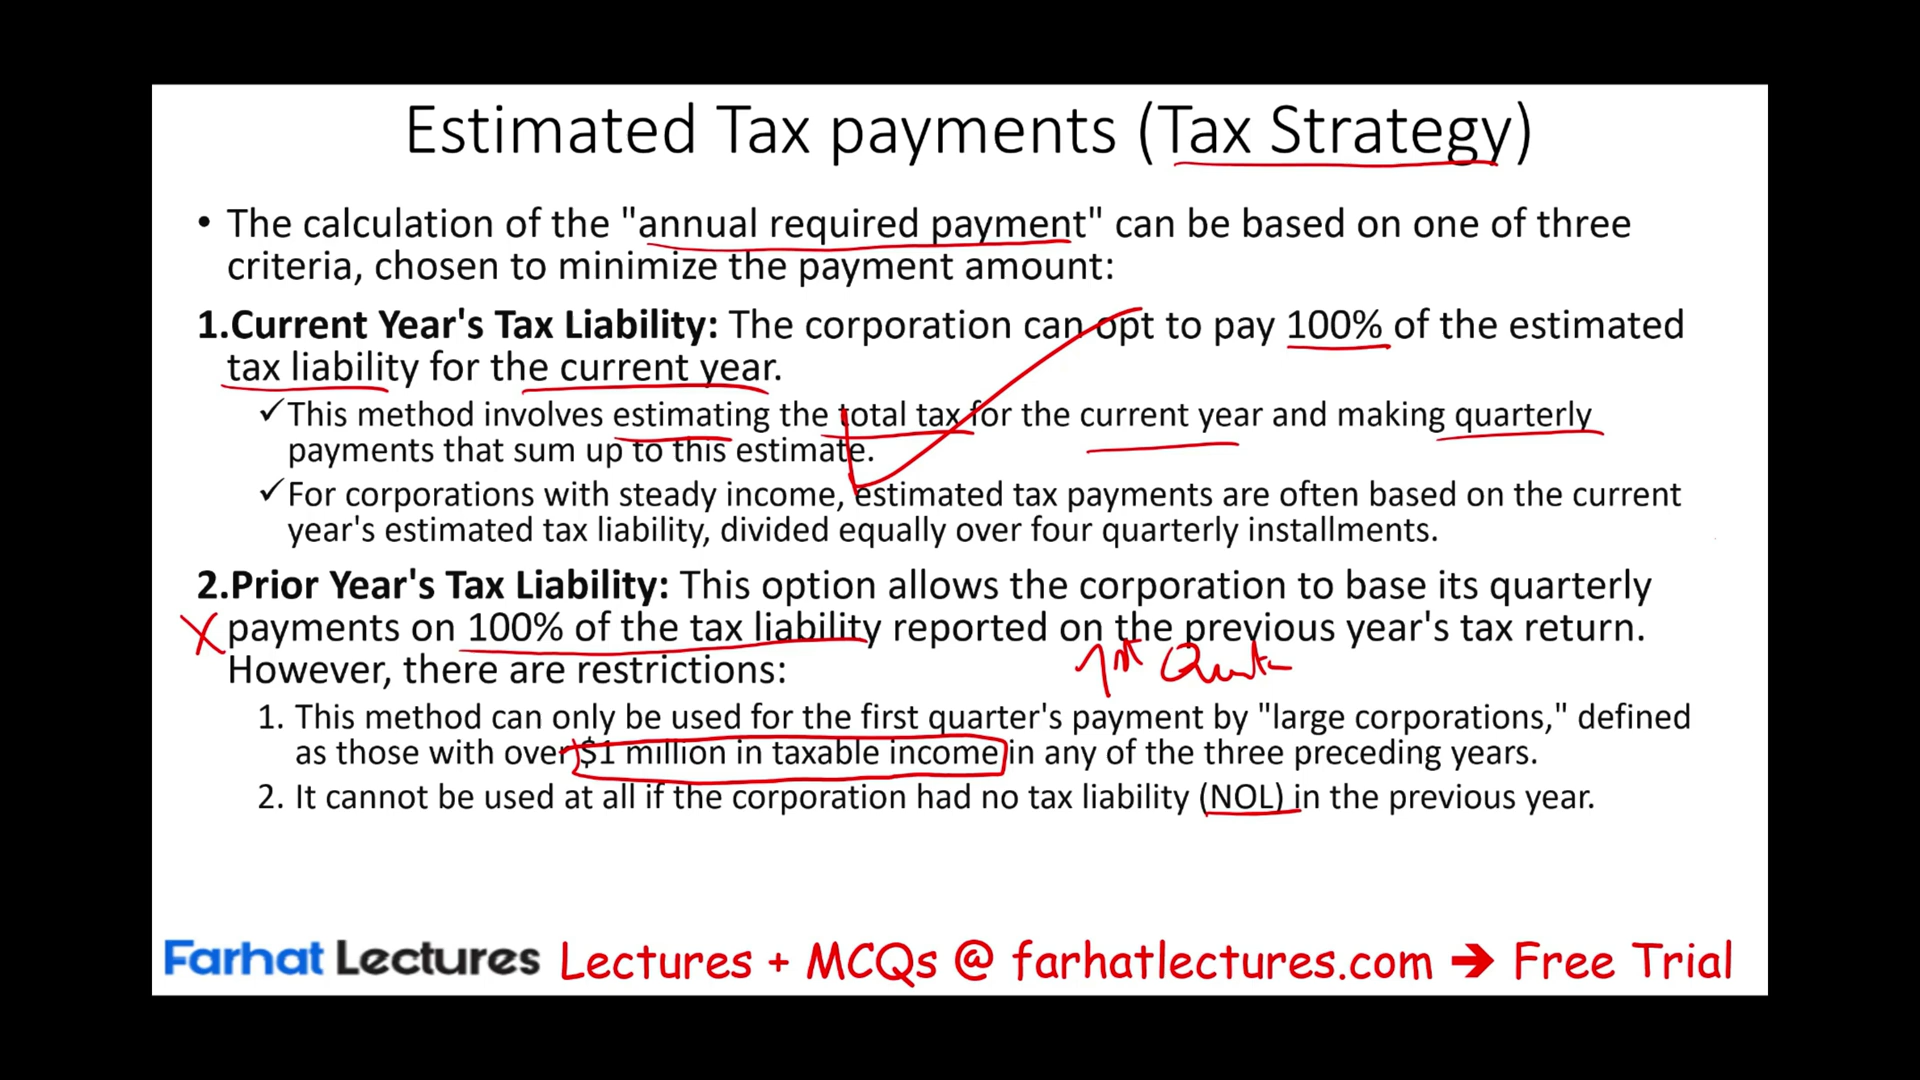 Estimated Tax payments (Tax Strategy)
• The calculation of the "annual required payment" can be based on one of three
criteria, chosen to minimize the payment amount:
1.Current Year's Tax Liability: The corporation can opt to pay 100% of the estimated
tax liability for the current year.
✓This method involves estimating the total tax for the current year and making quarterly
payments that sum up to this estimate.
✓For corporations with steady income, estimated tax payments are often based on the current
year's estimated tax liability, divided equally over four quarterly installments.
2.Prior Year's Tax Liability: This option allows the corporation to base its quarterly
payments on 100% of the tax liability reported on the previous year's tax return.
However, there are restrictions:
1st
1. This method can only be used for the first quarter's payment by "large corporations," defined
as those with over $1 million in taxable income in any of the three preceding years.
2. It cannot be used at all if the corporation had no tax liability (NOL) in the previous year.
Farhat Lectures Lectures + MCQs @ farhatlectures.com → Free Trial